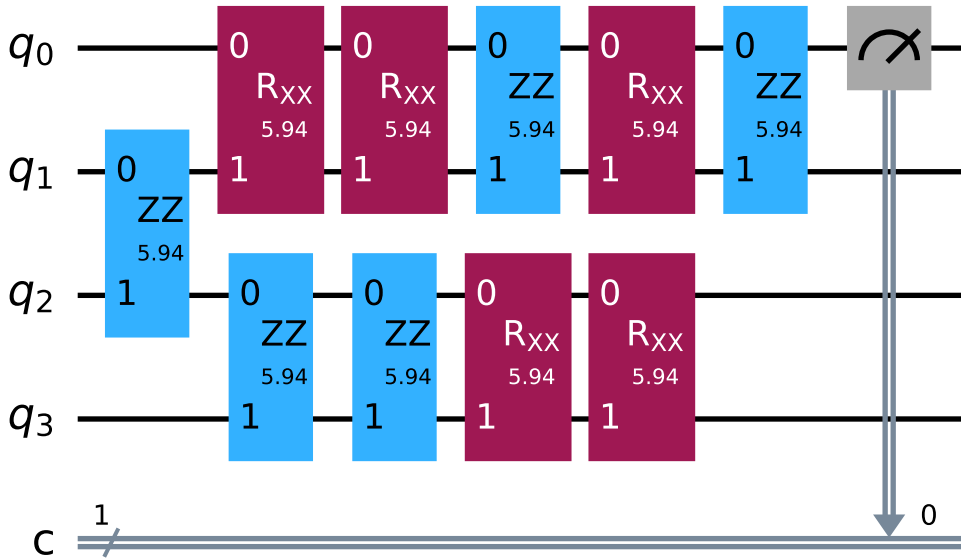 q0
0 0 0 0 0
RXX RXX ZZ RXX ZZ
5.94 5.94 5.94 5.94 5.94
q1
0 1 1 1 1 1
ZZ
5.94
q2
1 0 0 0 0
ZZ ZZ RXX RXX
5.94 5.94 5.94 5.94
q3
1 1 1 1
1 0
c